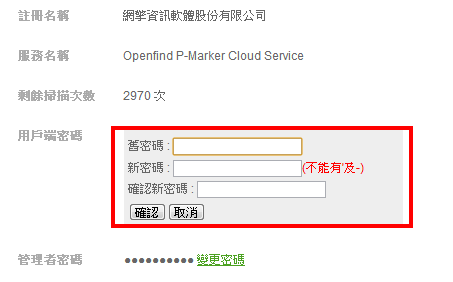 註冊名稱 網擎資訊軟體股份有限公司
服務名稱 Openfind P-Marker Cloud Service
剩餘掃描次數 2970 次
用戶端密碼
舊密碼 :
新密碼 : (不能有'及-)
確認新密碼 :
確認 取消
管理者密碼 ●●●●●●●●●● 變更密碼